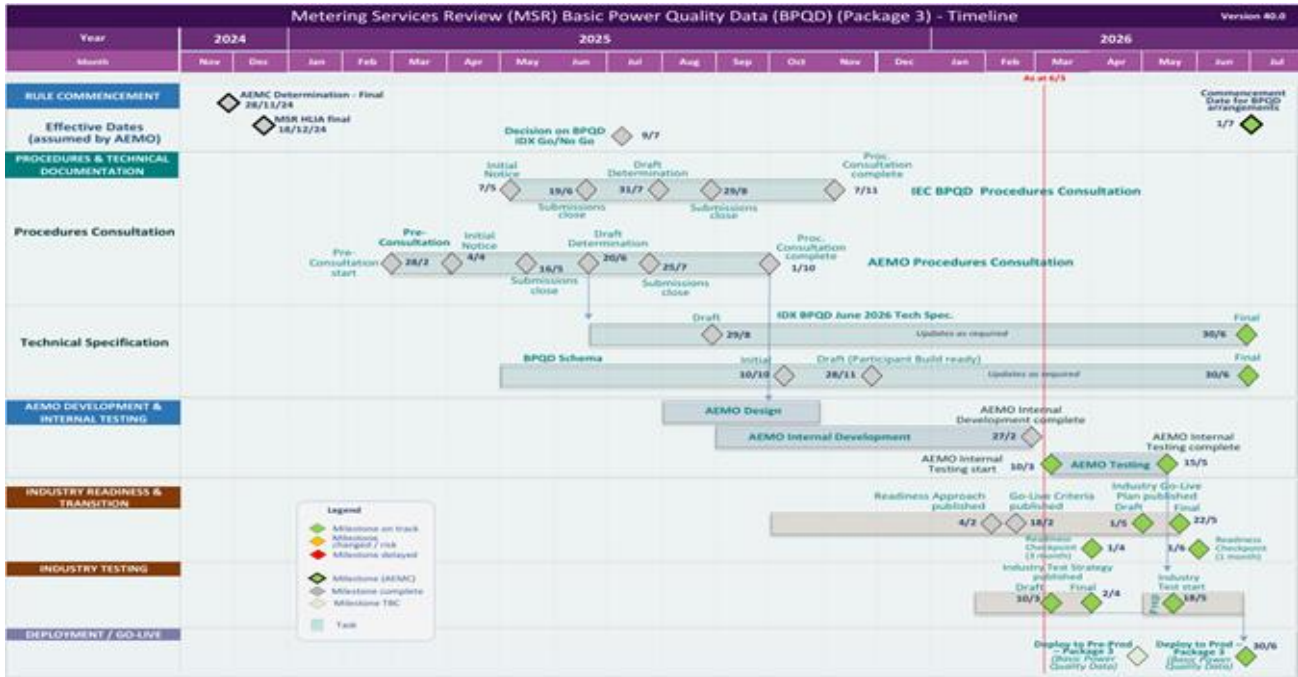 Metering Services Review (MSR) Basic Power Quality Data (BPQD) (Package 3) - Timeline
Version 40.0
Year
2024
2025
2026
Month
Nov
Dec
Jan
Feb
Mar
Apr
May
Jun
Jul
Aug
Sep
Oct
Nov
Dec
Jan
Feb
Mar
Apr
May
Jun
Jul
As at 6/3
RULE COMMENCEMENT
Effective Dates
(assumed by AEMO)
AEMC Determination - Final
28/11/24
MSR HLIA final
18/12/24
Decision on BPQD
IDX Go/No Go
9/7
Commencement
Date for BPQD
arrangements
1/7
PROCEDURES & TECHNICAL
DOCUMENTATION
Procedures Consultation
Initial
Notice
7/5
19/6
Submissions
close
Draft
Determination
31/7
29/8
Submissions
close
Proc.
Consultation
complete
7/11
IEC BPQD Procedures Consultation
Pre-
Consultation
start
Pre-
Consultation
28/2
Initial
Notice
4/4
16/5
Submissions
close
Draft
Determination
20/6
25/7
Submissions
close
Proc.
Consultation
complete
1/10
AEMO Procedures Consultation
Technical Specification
Draft
29/8
IDX BPQD June 2026 Tech Spec.
Updates as required
Final
30/6
BPQD Schema
Initial
10/10
Draft (Participant Build ready)
28/11
Updates as required
Final
30/6
AEMO DEVELOPMENT &
INTERNAL TESTING
AEMO Design
AEMO Internal Development
AEMO Internal
Development complete
27/2
AEMO Internal
Testing start
10/3
AEMO Testing
AEMO Internal
Testing complete
15/5
INDUSTRY READINESS &
TRANSITION
Readiness Approach
published
4/2
Go-Live Criteria
published
18/2
Industry Go-Live
Plan published
Draft
1/5
Final
22/5
Readiness
Checkpoint
(3 month)
1/4
1/6
Readiness
Checkpoint
(1 month)
INDUSTRY TESTING
Industry Test Strategy
published
Draft
10/3
Final
2/4
Prep
Industry
Test start
18/5
DEPLOYMENT / GO-LIVE
Deploy to Pre-Prod
– Package 3
(Basic Power
Quality Data)
Deploy to Prod –
Package 3
(Basic Power
Quality Data)
30/6
Legend
Milestone on track
Milestone
changed / risk
Milestone delayed
Milestone (AEMC)
Milestone complete
Milestone TBC
Task